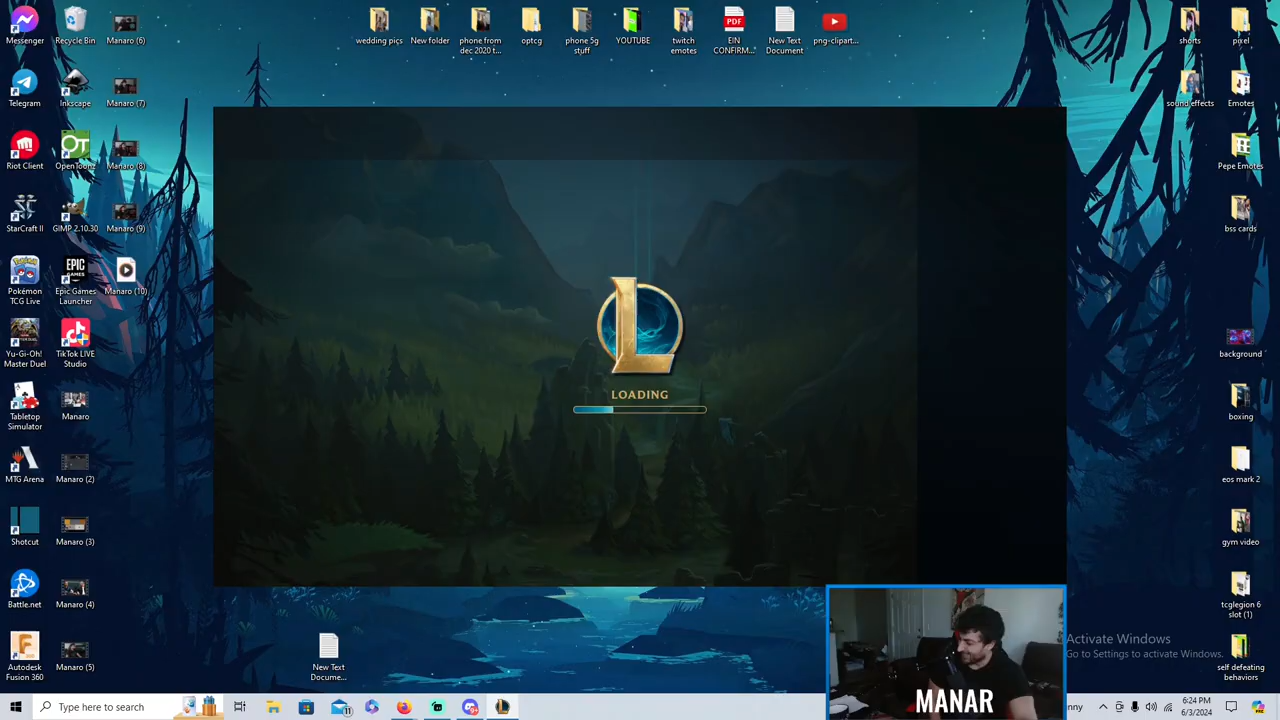 Messenger
Recycle Bin
Manaro (6)
wedding pics
New folder
phone from
dec 2020 t...
optcg
phone 5g
stuff
YOUTUBE
twitch
emotes
PDF
EIN
CONFIRM...
New Text
Document
png-clipart...
shorts
pixel
Telegram
Inkscape
Manaro (7)
sound effects
Emotes
Riot Client
OpenToonz
Manaro (8)
Pepe Emotes
StarCraft II
GIMP 2.10.30
Manaro (9)
bss cards
Pokémon
TCG Live
EPIC
GAMES
Epic Games
Launcher
Manaro (10)
Yu-Gi-Oh!
Master Duel
TikTok LIVE
Studio
background
Tabletop
Simulator
Manaro
LOADING
boxing
MTG Arena
Manaro (2)
eos mark 2
Shotcut
Manaro (3)
gym video
Battle.net
Manaro (4)
tcglegion 6
slot (1)
Autodesk
Fusion 360
Manaro (5)
New Text
Docume...
Activate Windows
Go to Settings to activate Windows.
self defeating
behaviors
MANAR
Type here to search
nny
6:24 PM
6/3/2024